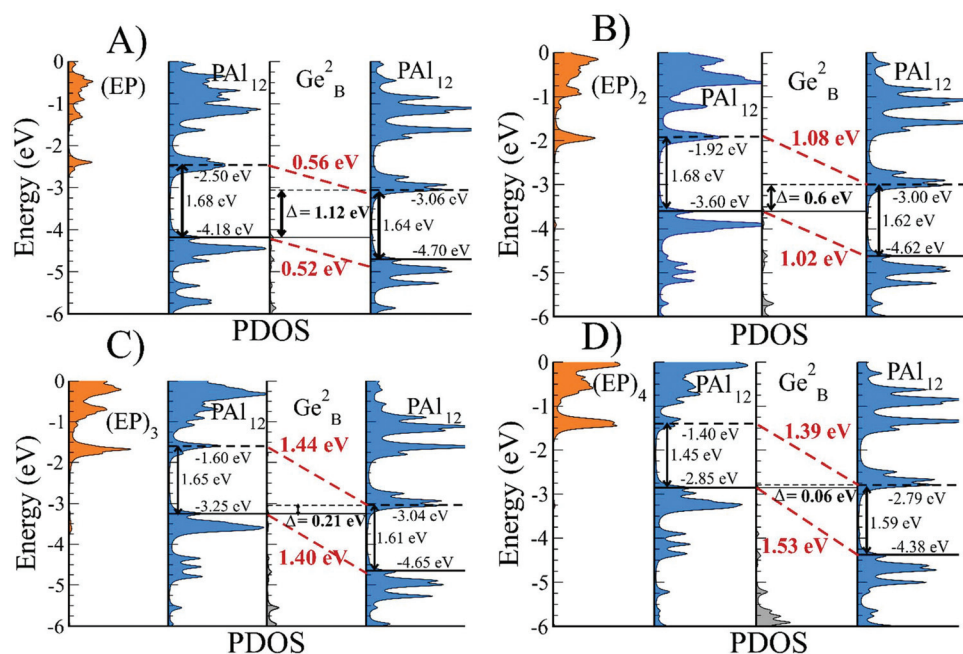 A)
Energy (eV)
0
-1
-2
-3
-4
-5
-6
(EP)
PAl12
Ge2B
PAl12
-2.50 eV
1.68 eV
-4.18 eV
0.56 eV
Δ= 1.12 eV
0.52 eV
-3.06 eV
1.64 eV
-4.70 eV
PDOS
B)
Energy (eV)
0
-1
-2
-3
-4
-5
-6
(EP)2
PAl12
Ge2B
PAl12
-1.92 eV
1.68 eV
-3.60 eV
1.08 eV
Δ= 0.6 eV
1.02 eV
-3.00 eV
1.62 eV
-4.62 eV
PDOS
C)
Energy (eV)
0
-1
-2
-3
-4
-5
-6
(EP)3
PAl12
Ge2B
PAl12
-1.60 eV
1.65 eV
-3.25 eV
1.44 eV
Δ= 0.21 eV
1.40 eV
-3.04 eV
1.61 eV
-4.65 eV
PDOS
D)
Energy (eV)
0
-1
-2
-3
-4
-5
-6
(EP)4
PAl12
Ge2B
PAl12
-1.40 eV
1.45 eV
-2.85 eV
1.39 eV
Δ= 0.06 eV
1.53 eV
-2.79 eV
1.59 eV
-4.38 eV
PDOS